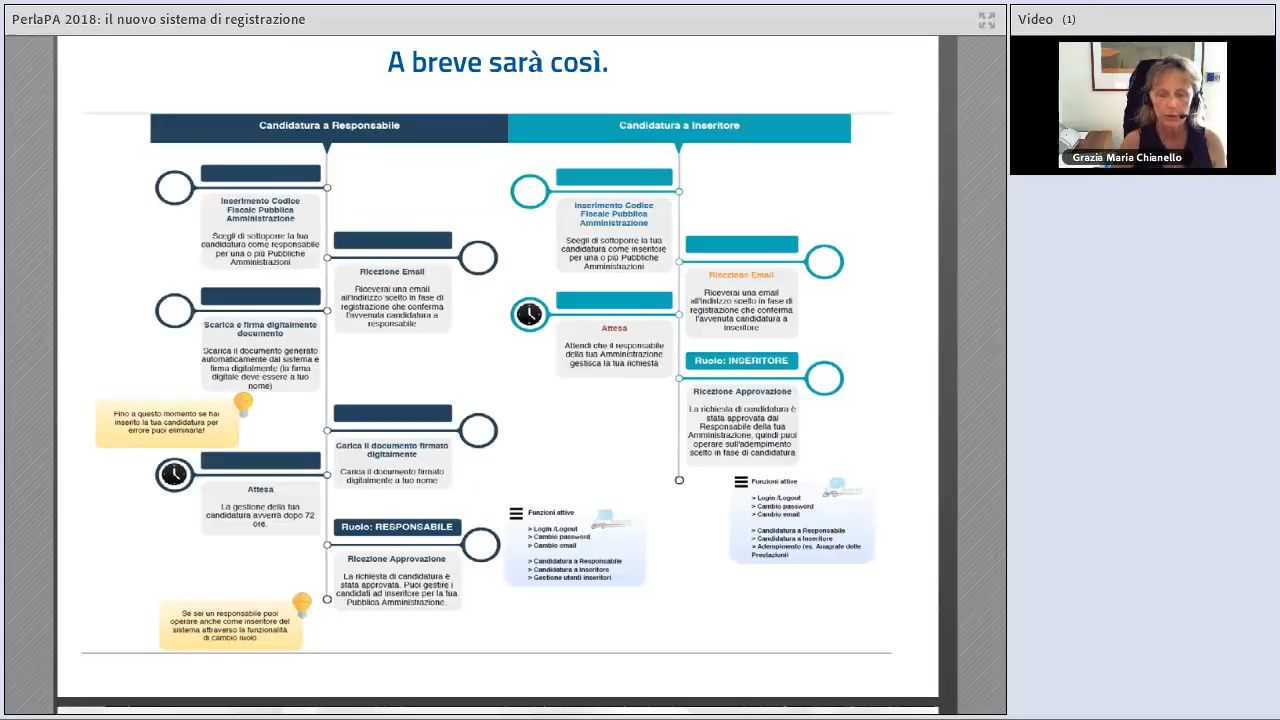 PerlaPA 2018: il nuovo sistema di registrazione
Video (1)
Grazia Maria Chianello
A breve sarà così.
Candidatura a Responsabile
Inserimento Codice
Fiscale Pubblica
Amministrazione
Scegli di sottoporre la tua
candidatura come responsabile
per una o più Pubbliche
Amministrazioni
Ricezione Email
Riceverai una email
all'indirizzo scelto in fase di
registrazione che conferma
l'avvenuta candidatura a
responsabile
Scarica e firma digitalmente
documento
Scarica il documento generato
automaticamente dal sistema e
firma digitalmente (la firma
digitale deve essere a tuo
nome)
Fino a questo momento se hai
inserito la tua candidatura per
errore puoi eliminarla!
Carica il documento firmato
digitalmente
Carica il documento firmato
digitalmente a tuo nome
Attesa
La gestione della tua
candidatura avverrà dopo 72
ore.
Ruolo: RESPONSABILE
Ricezione Approvazione
La richiesta di candidatura è
stata approvata. Puoi gestire i
candidati ad inseritore per la tua
Pubblica Amministrazione
Se sei un responsabile puoi
operare anche come inseritore del
sistema attraverso la funzionalità
di cambio ruolo
Funzioni attive
> Login /Logout
> Cambio password
> Cambio email
> Candidatura a Responsabile
> Candidatura a Inseritore
> Gestione utenti inseritori
Candidatura a Inseritore
Inserimento Codice
Fiscale Pubblica
Amministrazione
Scegli di sottoporre la tua
candidatura come inseritore
per una o più Pubbliche
Amministrazioni
Ricezione Email
Riceverai una email
all'indirizzo scelto in fase di
registrazione che conferma
l'avvenuta candidatura a
inseritore
Attesa
Attendi che il responsabile
della tua Amministrazione
gestisca la tua richiesta
Ruolo: INSERITORE
Ricezione Approvazione
La richiesta di candidatura è
stata approvata dal
Responsabile della tua
Amministrazione, quindi puoi
operare sull'adempimento
scelto in fase di candidatura
Funzioni attive
> Login /Logout
> Cambio password
> Cambio email
> Candidatura a Responsabile
> Candidatura a Inseritore
> Adempimento (es. Anagrafe delle
Prestazioni)